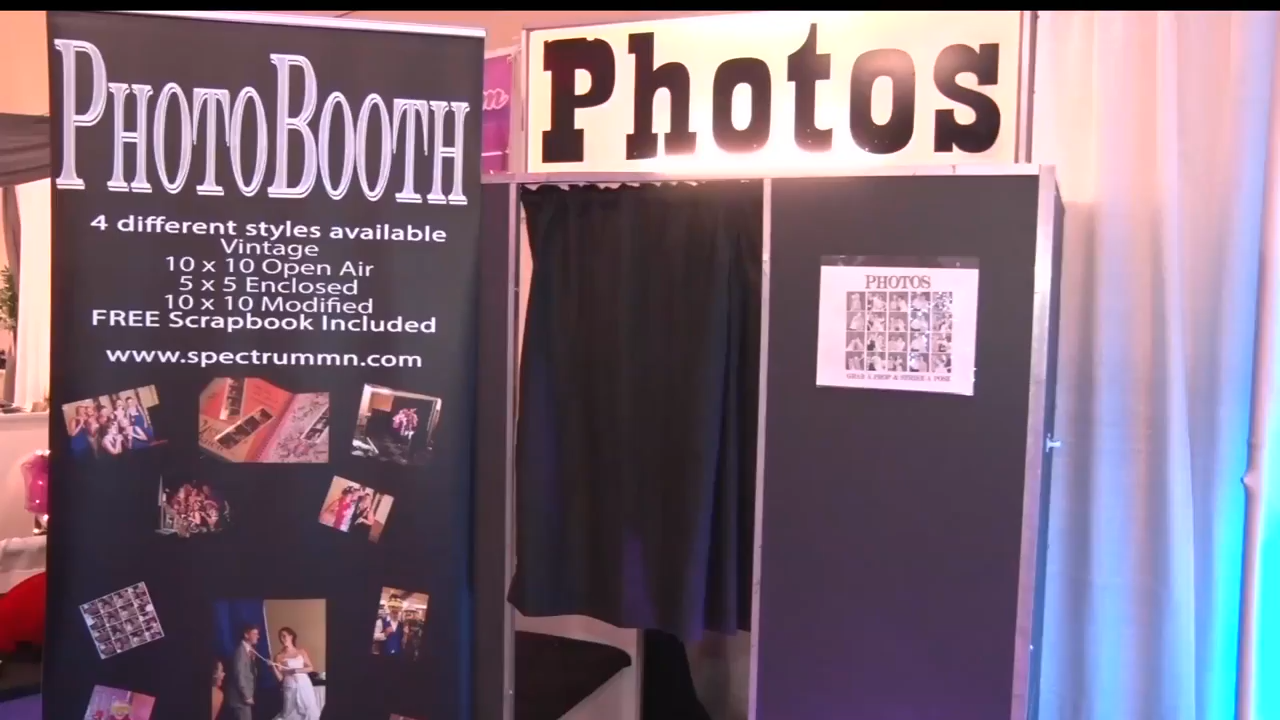 PHOTOBOOTH
4 different styles available
Vintage
10 x 10 Open Air
5 x 5 Enclosed
10 x 10 Modified
FREE Scrapbook Included
www.spectrummn.com
Photos
PHOTOS
GRAB A PROP & STRIKE A POSE